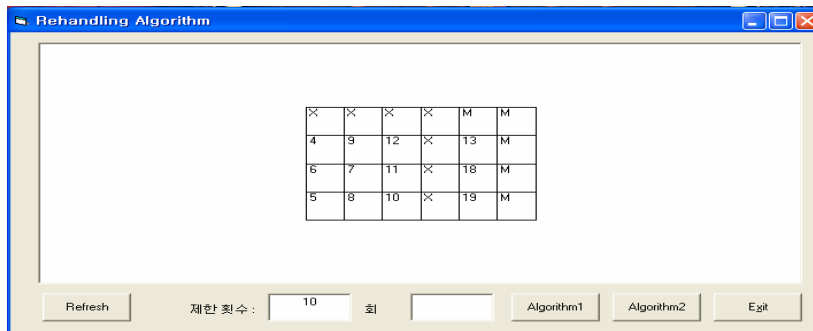 Rehandling Algorithm
X X X X M M
4 9 12 X 13 M
6 7 11 X 18 M
5 8 10 X 19 M
Refresh 제한 횟수 : 10 회 Algorithm1 Algorithm2 Exit